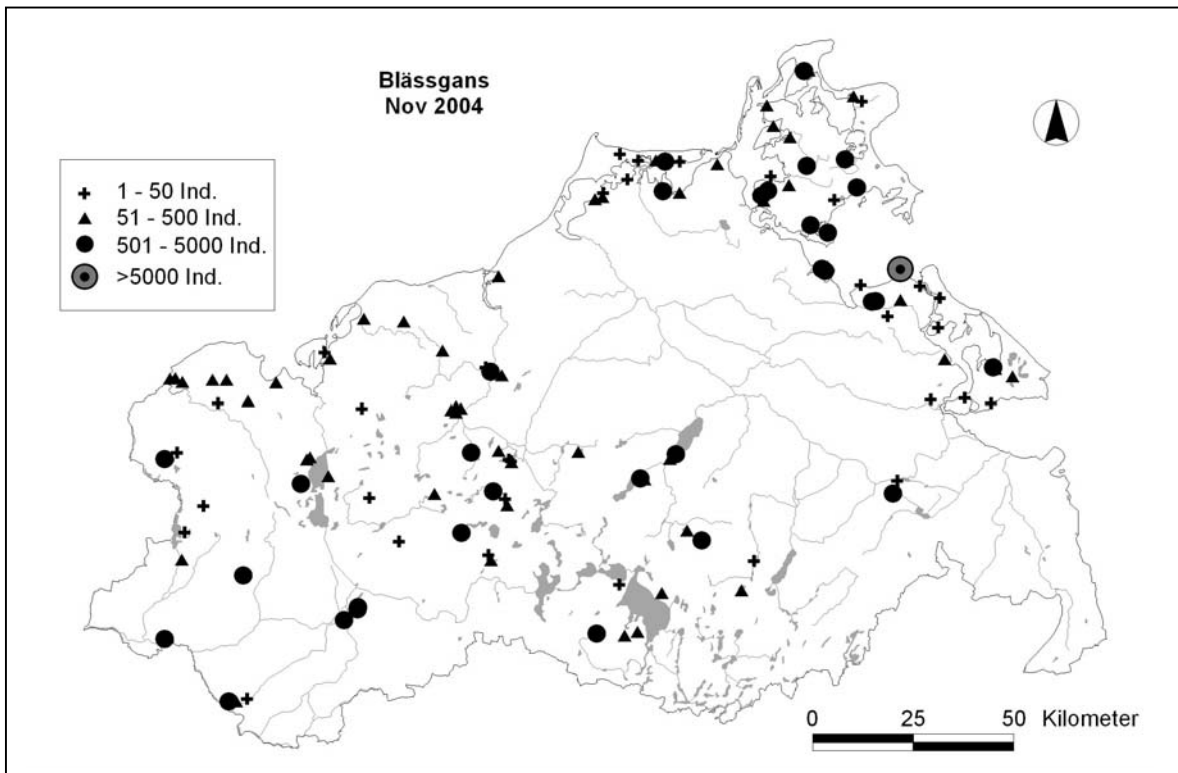 Blässgans
Nov 2004
1 - 50 Ind.
51 - 500 Ind.
501 - 5000 Ind.
>5000 Ind.
0 25 50 Kilometer